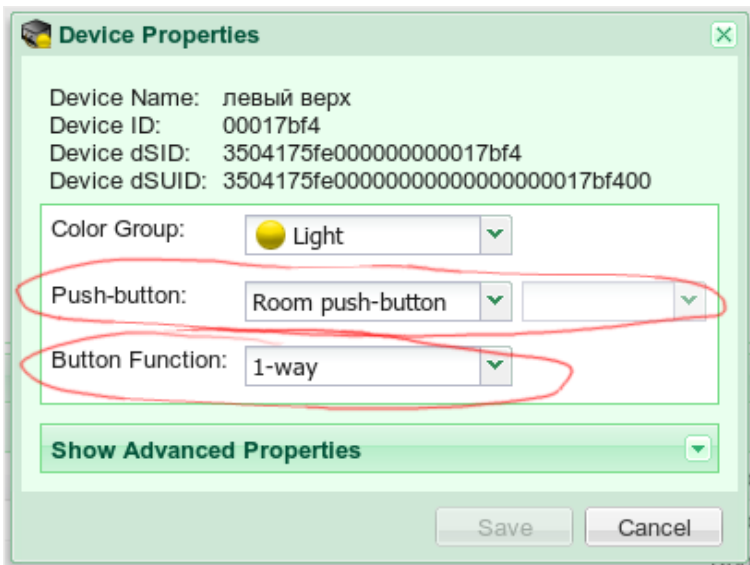 Device Properties
Device Name: левый верх
Device ID: 00017bf4
Device dSID: 3504175fe000000000017bf4
Device dSUID: 3504175fe00000000000000000017bf400
Color Group: Light
Push-button: Room push-button
Button Function: 1-way
Show Advanced Properties
Save Cancel